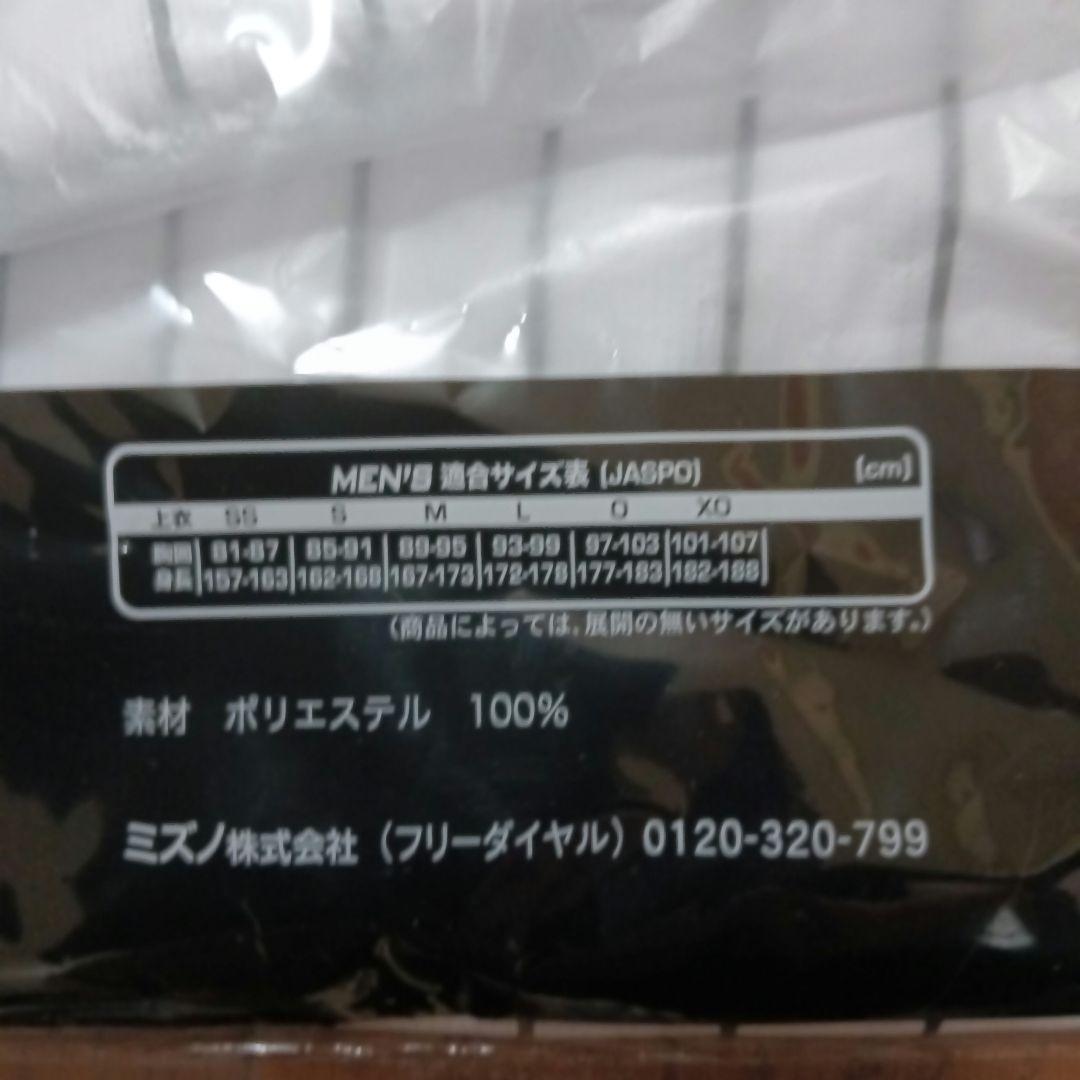 MEN'S 適合サイズ表 [JASPO] [cm]
上衣 SS S M L O XO
胸囲 81-87 85-91 89-95 93-99 97-103 101-107
身長 157-163 162-168 167-173 172-178 177-183 182-188
(商品によっては、展開の無いサイズがあります。)
素材 ポリエステル 100%
ミズノ株式会社 (フリーダイヤル) 0120-320-799